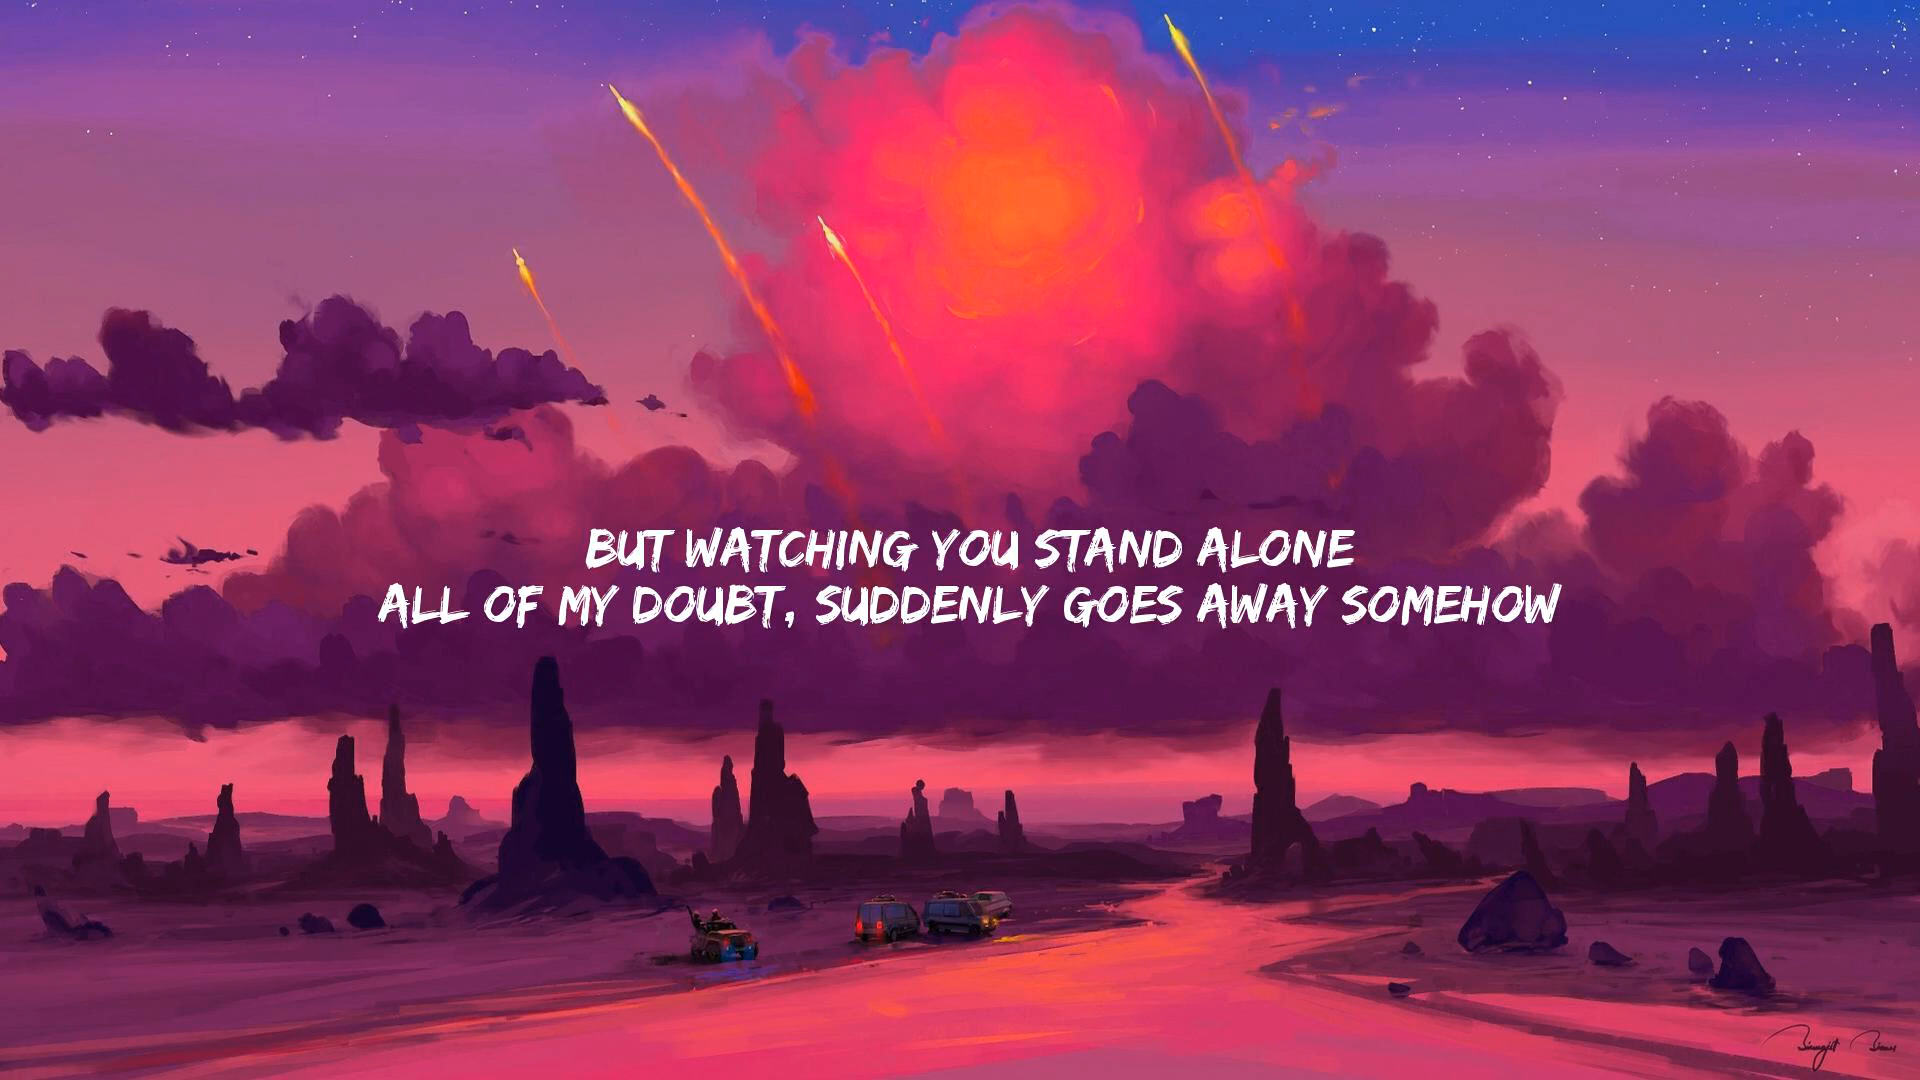 BUT WATCHING YOU STAND ALONE
ALL OF MY DOUBT, SUDDENLY GOES AWAY SOMEHOW